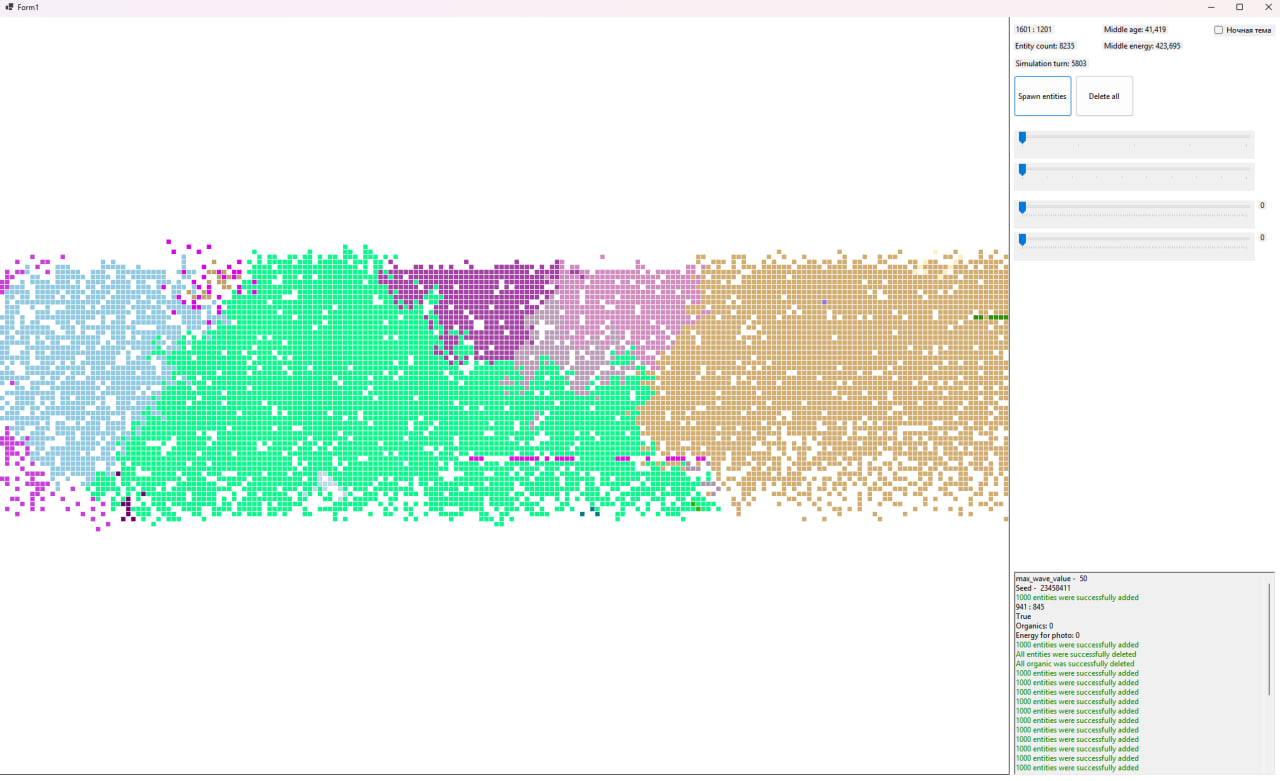 Form1
1601 : 1201 Middle age: 41,419 Ночная тема
Entity count: 8235 Middle energy: 423,695
Simulation turn: 5803
Spawn entities Delete all
0
0
max_wave_value - 50
Seed - 23458411
1000 entities were successfully added
941 : 845
True
Organics: 0
Energy for photo: 0
1000 entities were successfully added
All entities were successfully deleted
All organic was successfully deleted
1000 entities were successfully added
1000 entities were successfully added
1000 entities were successfully added
1000 entities were successfully added
1000 entities were successfully added
1000 entities were successfully added
1000 entities were successfully added
1000 entities were successfully added
1000 entities were successfully added
1000 entities were successfully added
1000 entities were successfully added